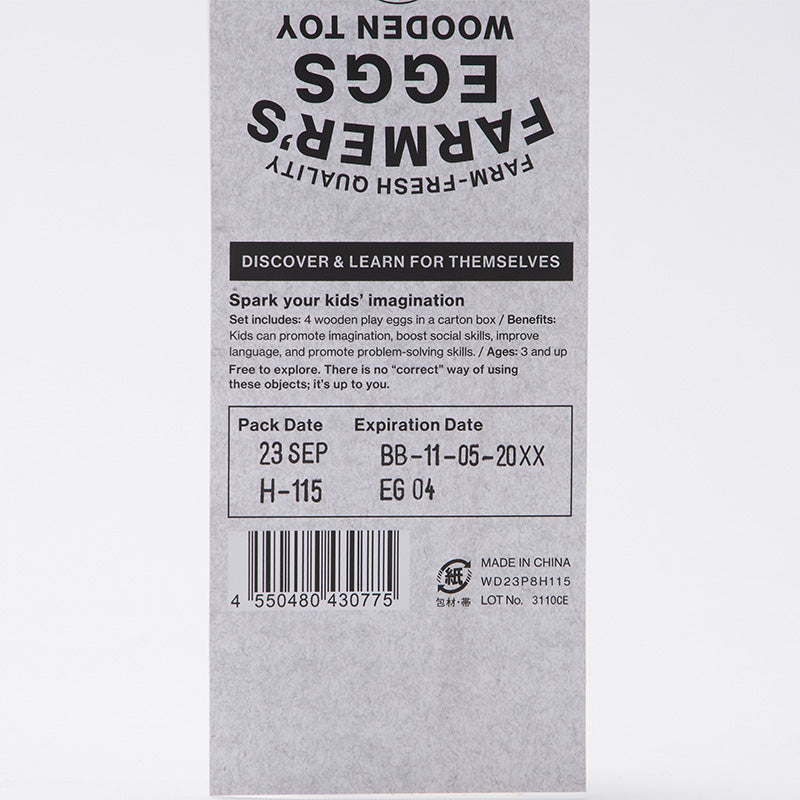 WOODEN TOY
EGGS
FARMER'S
FARM-FRESH QUALITY
DISCOVER & LEARN FOR THEMSELVES
Spark your kids' imagination
Set includes: 4 wooden play eggs in a carton box / Benefits:
Kids can promote imagination, boost social skills, improve
language, and promote problem-solving skills. / Ages: 3 and up
Free to explore. There is no "correct" way of using
these objects; it's up to you.
Pack Date Expiration Date
23 SEP BB-11-05-20XX
H-115 EG 04
4 550480 430775
紙
包材・帯
MADE IN CHINA
WD23P8H115
LOT No. 3110CE